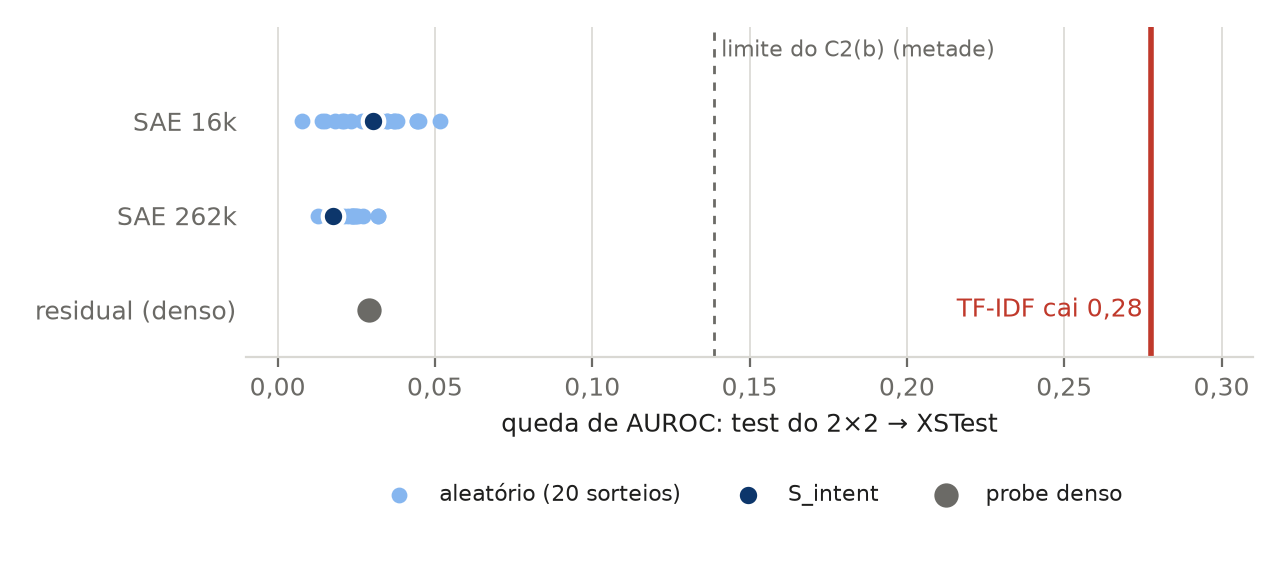 limite do C2(b) (metade)
SAE 16k
SAE 262k
residual (denso)
TF-IDF cai 0,28
0,00 0,05 0,10 0,15 0,20 0,25 0,30
queda de AUROC: test do 2×2 → XSTest
aleatório (20 sorteios) S_intent probe denso